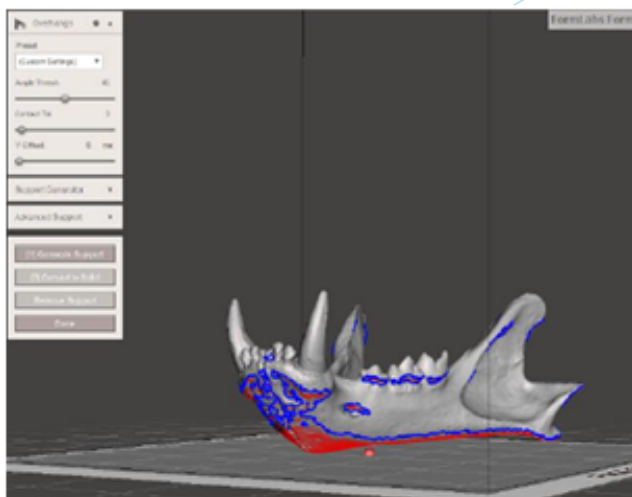 Overhangs
FormLabs Form
Preset
(Custom Settings)
Angle Thresh 45
Contact Tol
Y-Offset 0 mm
Support Generator
Advanced Support
(1) Generate Support
(2) Convert to Solid
Remove Support
Done